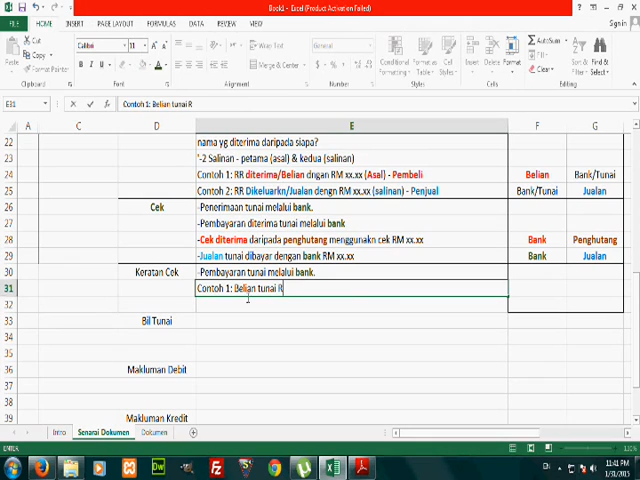 Book1 - Excel (Product Activation Failed)
FILE HOME INSERT PAGE LAYOUT FORMULAS DATA REVIEW VIEW Sign in
Paste Cut Copy Format Painter Calibri 11 Wrap Text Merge & Center General Conditional Formatting Format as Table Cell Styles Insert Delete Format AutoSum Fill Clear Sort & Filter Find & Select
Clipboard Font Alignment Number Styles Cells Editing
E31 Contoh 1: Belian tunai R
A C D E F G
22 nama yg diterima daripada siapa?
23 '-2 Salinan - petama (asal) & kedua (salinan)
24 Contoh 1: RR diterima/Belian dngan RM xx.xx (Asal) - Pembeli Belian Bank/Tunai
25 Contoh 2: RR Dikeluarkn/Jualan dengn RM xx.xx (salinan) - Penjual Bank/Tunai Jualan
26 Cek -Penerimaan tunai melalui bank.
27 -Pembayaran diterima tunai melalui bank
28 -Cek diterima daripada penghutang menggunakn cek RM xx.xx Bank Penghutang
29 -Jualan tunai dibayar dengan bank RM xx.xx Bank Jualan
30 Keratan Cek -Pembayaran tunai melalui bank.
31 Contoh 1: Belian tunai R
32
33 Bil Tunai
34
35
36 Makluman Debit
37
38
39 Makluman Kredit
Intro Senarai Dokumen Dokumen
ENTER
EN 11:41 PM
1/31/2015